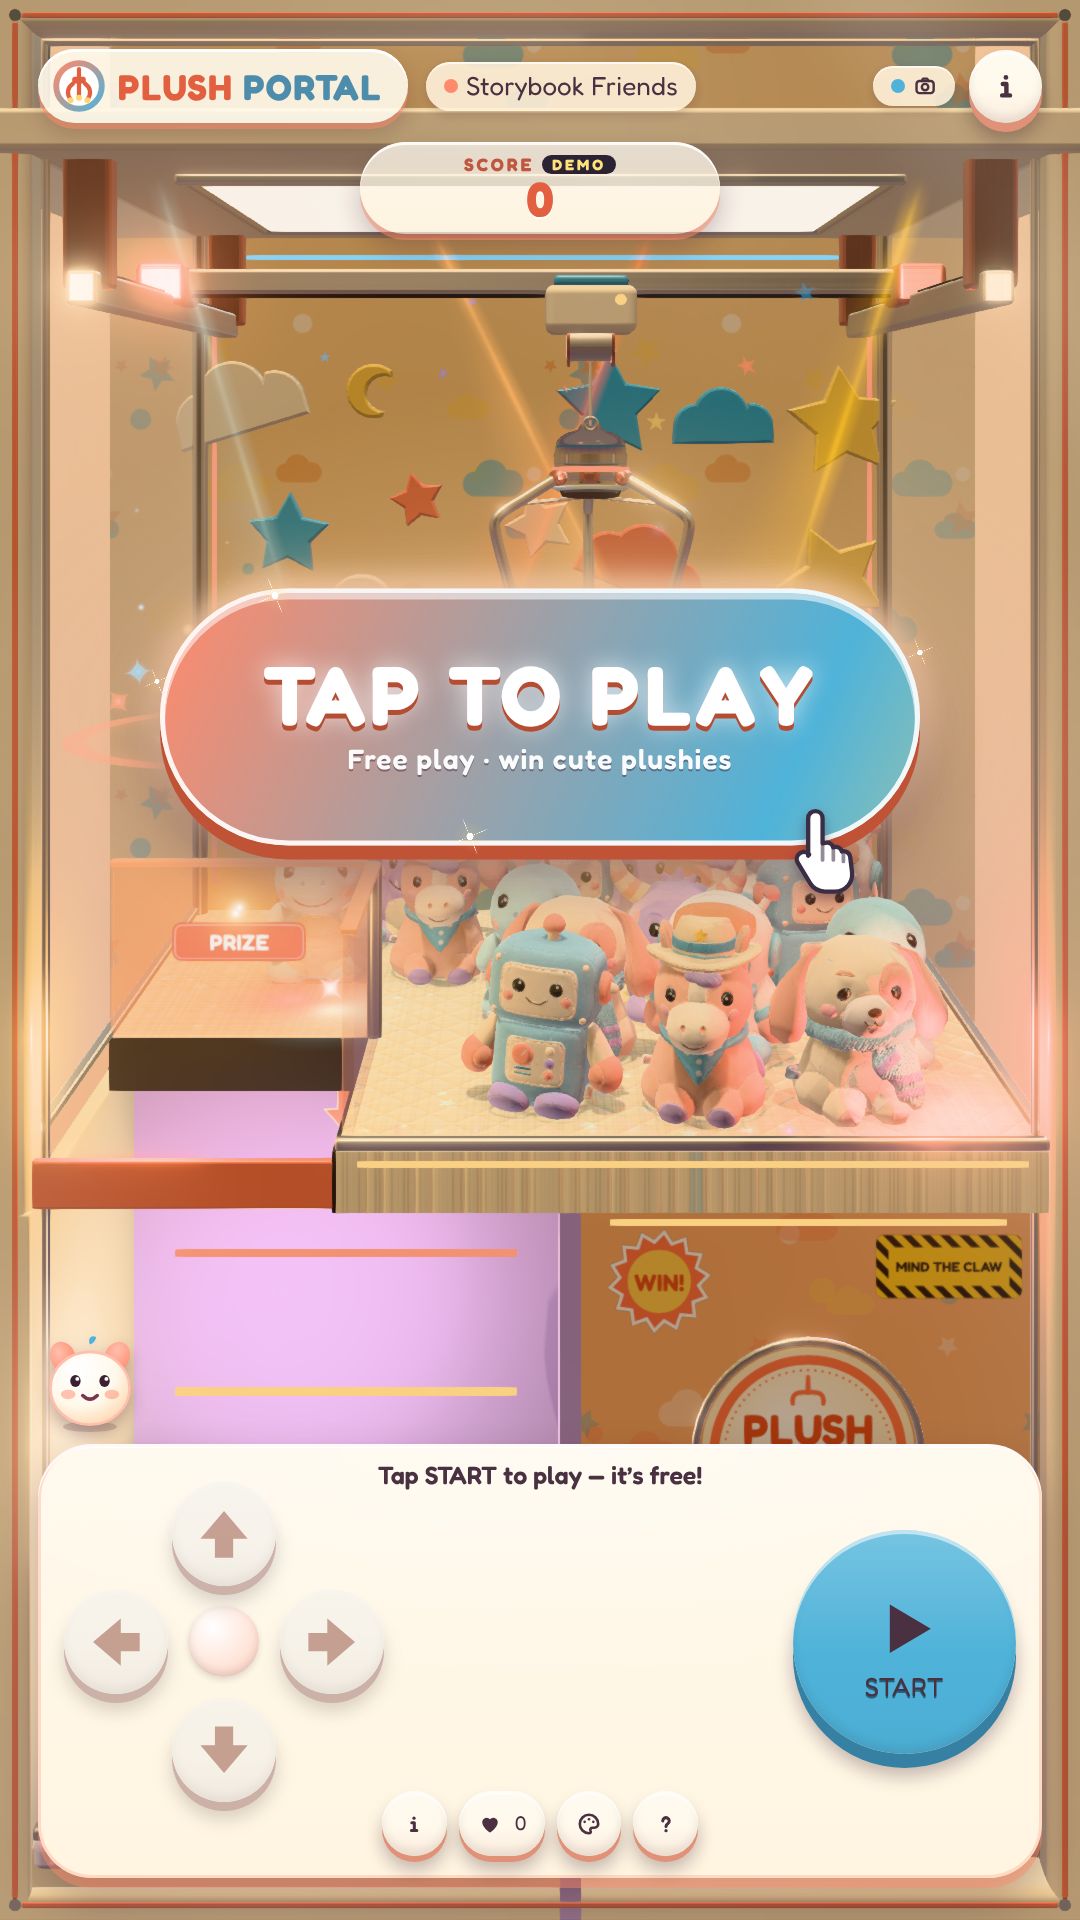 PLUSH PORTAL
Storybook Friends
i
SCORE DEMO
0
TAP TO PLAY
Free play · win cute plushies
PRIZE
WIN!
MIND THE CLAW
PLUSH
Tap START to play – it's free!
START
i
0
?